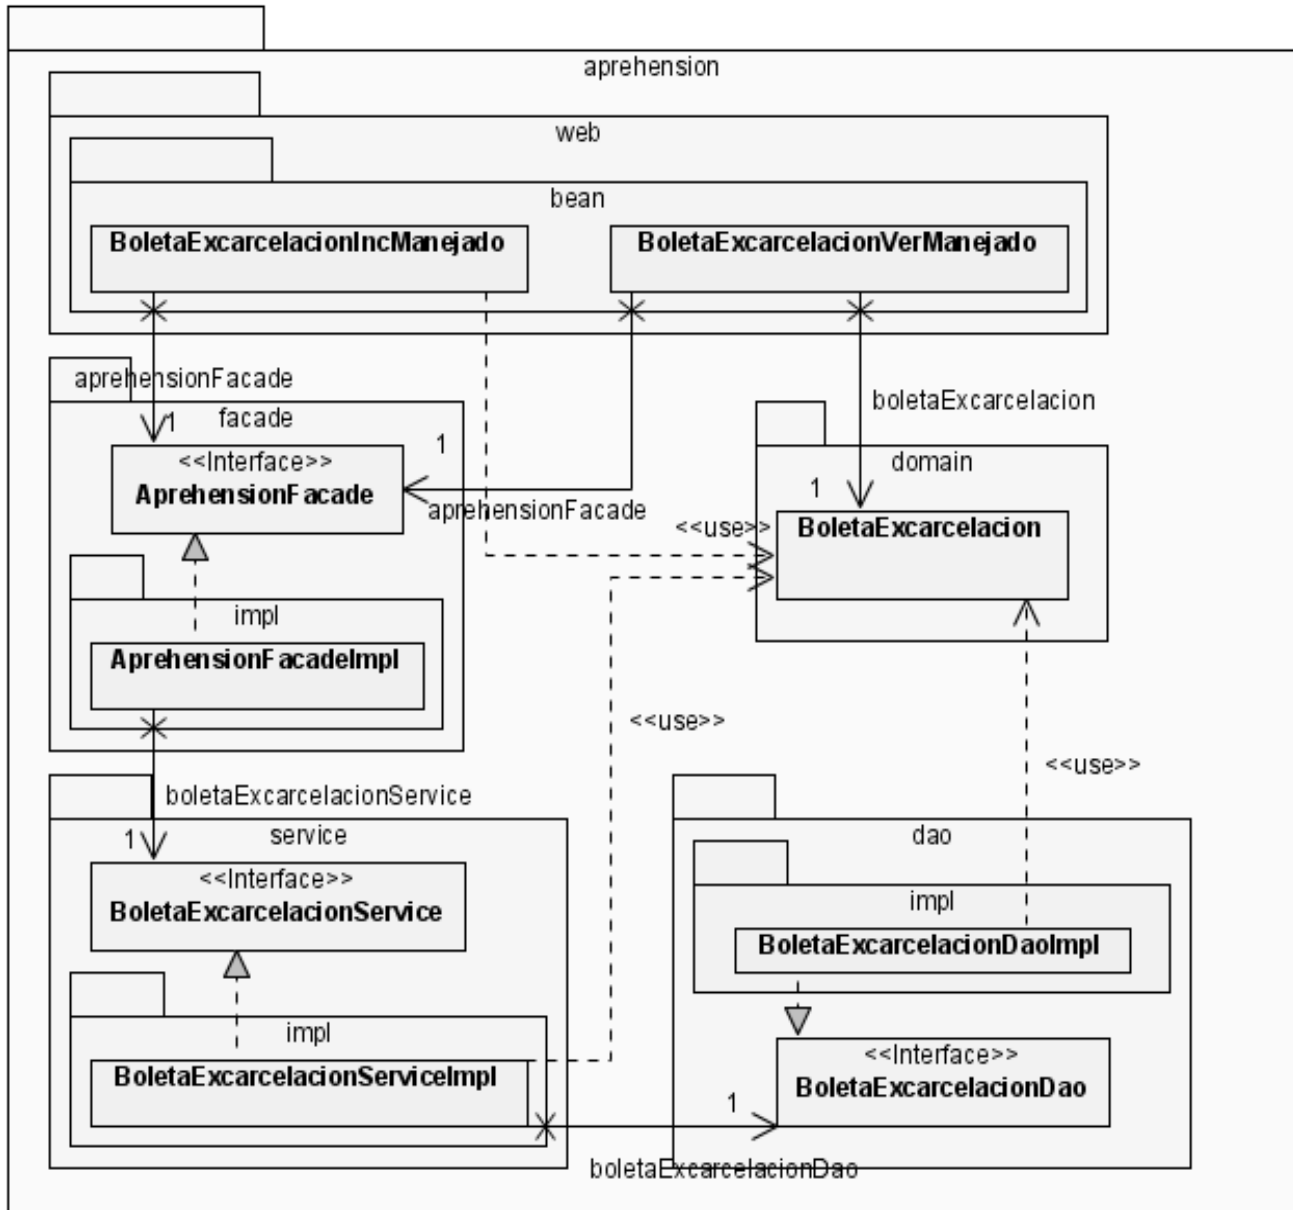 aprehension
web
bean
BoletaExcarcelacionIncManejado
BoletaExcarcelacionVerManejado
aprehensionFacade
boletaExcarcelacion
1
facade
<<Interface>>
AprehensionFacade
1
aprehensionFacade
domain
1
BoletaExcarcelacion
<<use>>
impl
AprehensionFacadeImpl
<<use>>
<<use>>
boletaExcarcelacionService
1
service
<<Interface>>
BoletaExcarcelacionService
dao
impl
BoletaExcarcelacionDaoImpl
impl
BoletaExcarcelacionServiceImpl
<<Interface>>
BoletaExcarcelacionDao
1
boletaExcarcelacionDao